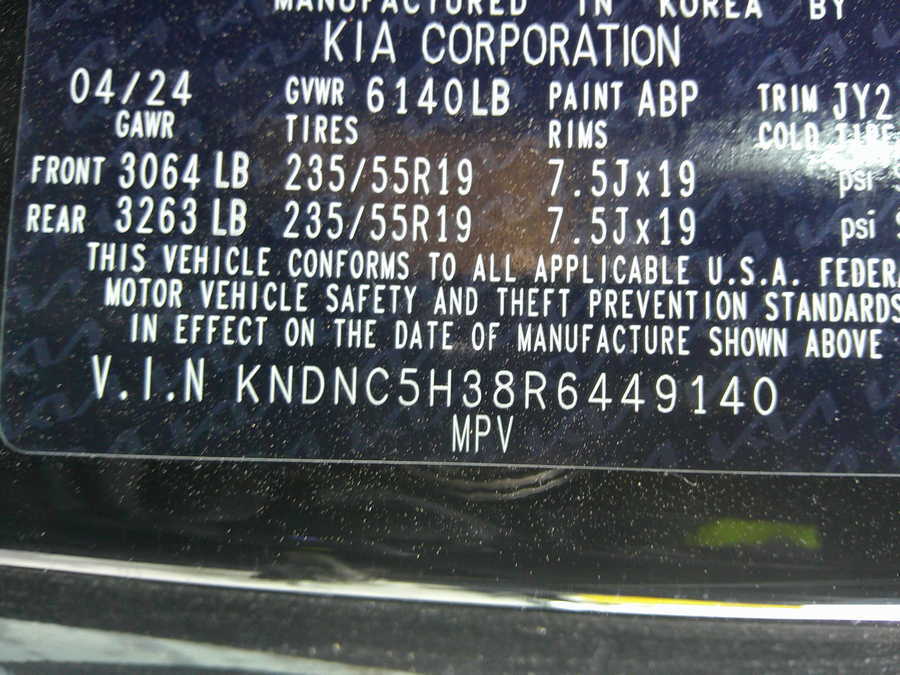 MANUFACTURED IN KOREA BY
KIA CORPORATION
04/24 GVWR 6140LB PAINT ABP TRIM JY2
GAWR TIRES RIMS COLD TIRE
FRONT 3064 LB 235/55R19 7.5Jx19 psi
REAR 3263 LB 235/55R19 7.5Jx19 psi
THIS VEHICLE CONFORMS TO ALL APPLICABLE U.S.A. FEDERA
MOTOR VEHICLE SAFETY AND THEFT PREVENTION STANDARDS
IN EFFECT ON THE DATE OF MANUFACTURE SHOWN ABOVE
V.I.N KNDNC5H38R6449140
MPV